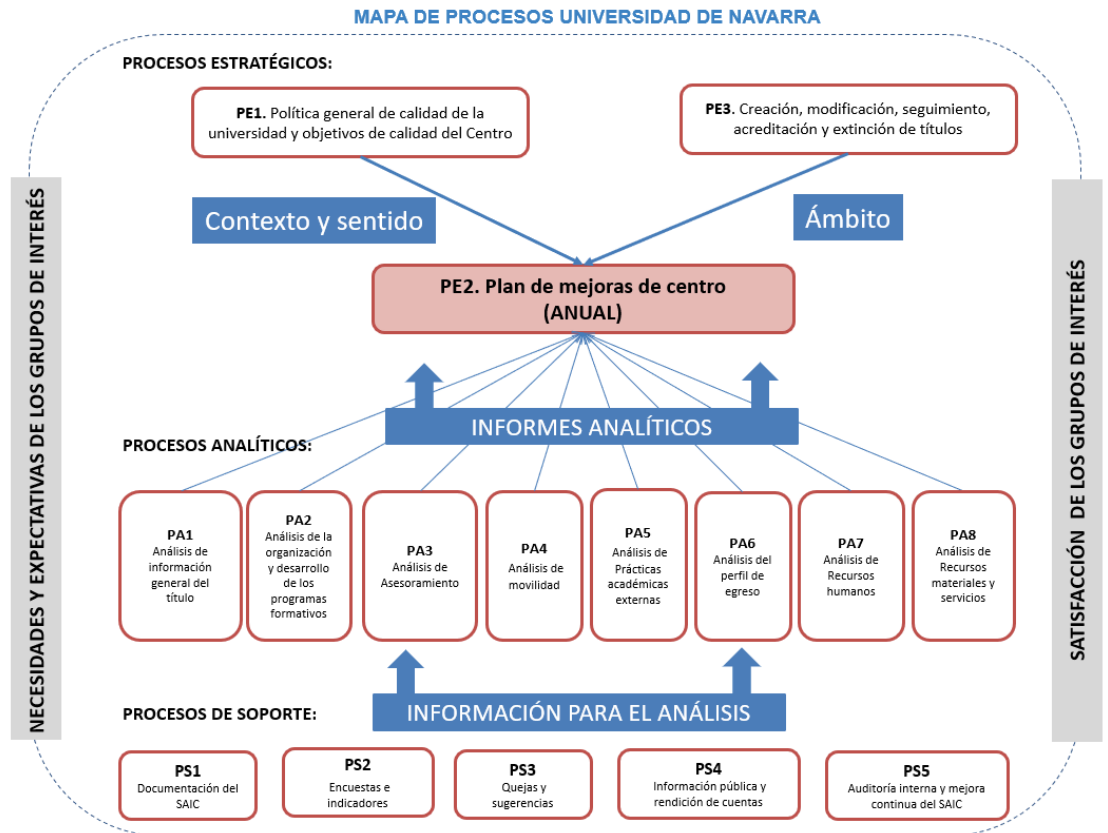 MAPA DE PROCESOS UNIVERSIDAD DE NAVARRA
NECESIDADES Y EXPECTATIVAS DE LOS GRUPOS DE INTERÉS
PROCESOS ESTRATÉGICOS:
PE1. Política general de calidad de la
universidad y objetivos de calidad del Centro
PE3. Creación, modificación, seguimiento,
acreditación y extinción de títulos
Contexto y sentido
Ámbito
PE2. Plan de mejoras de centro
(ANUAL)
INFORMES ANALÍTICOS
PROCESOS ANALÍTICOS:
PA1
Análisis de
información
general del
título
PA2
Análisis de la
organización
y desarrollo
de los
programas
formativos
PA3
Análisis de
Asesoramiento
PA4
Análisis de
movilidad
PA5
Análisis de
Prácticas
académicas
externas
PA6
Análisis del
perfil de
egreso
PA7
Análisis de
Recursos
humanos
PA8
Análisis de
Recursos
materiales y
servicios
INFORMACIÓN PARA EL ANÁLISIS
PROCESOS DE SOPORTE:
PS1
Documentación del
SAIC
PS2
Encuestas e
indicadores
PS3
Quejas y
sugerencias
PS4
Información pública y
rendición de cuentas
PS5
Auditoría interna y mejora
continua del SAIC
SATISFACCIÓN DE LOS GRUPOS DE INTERÉS